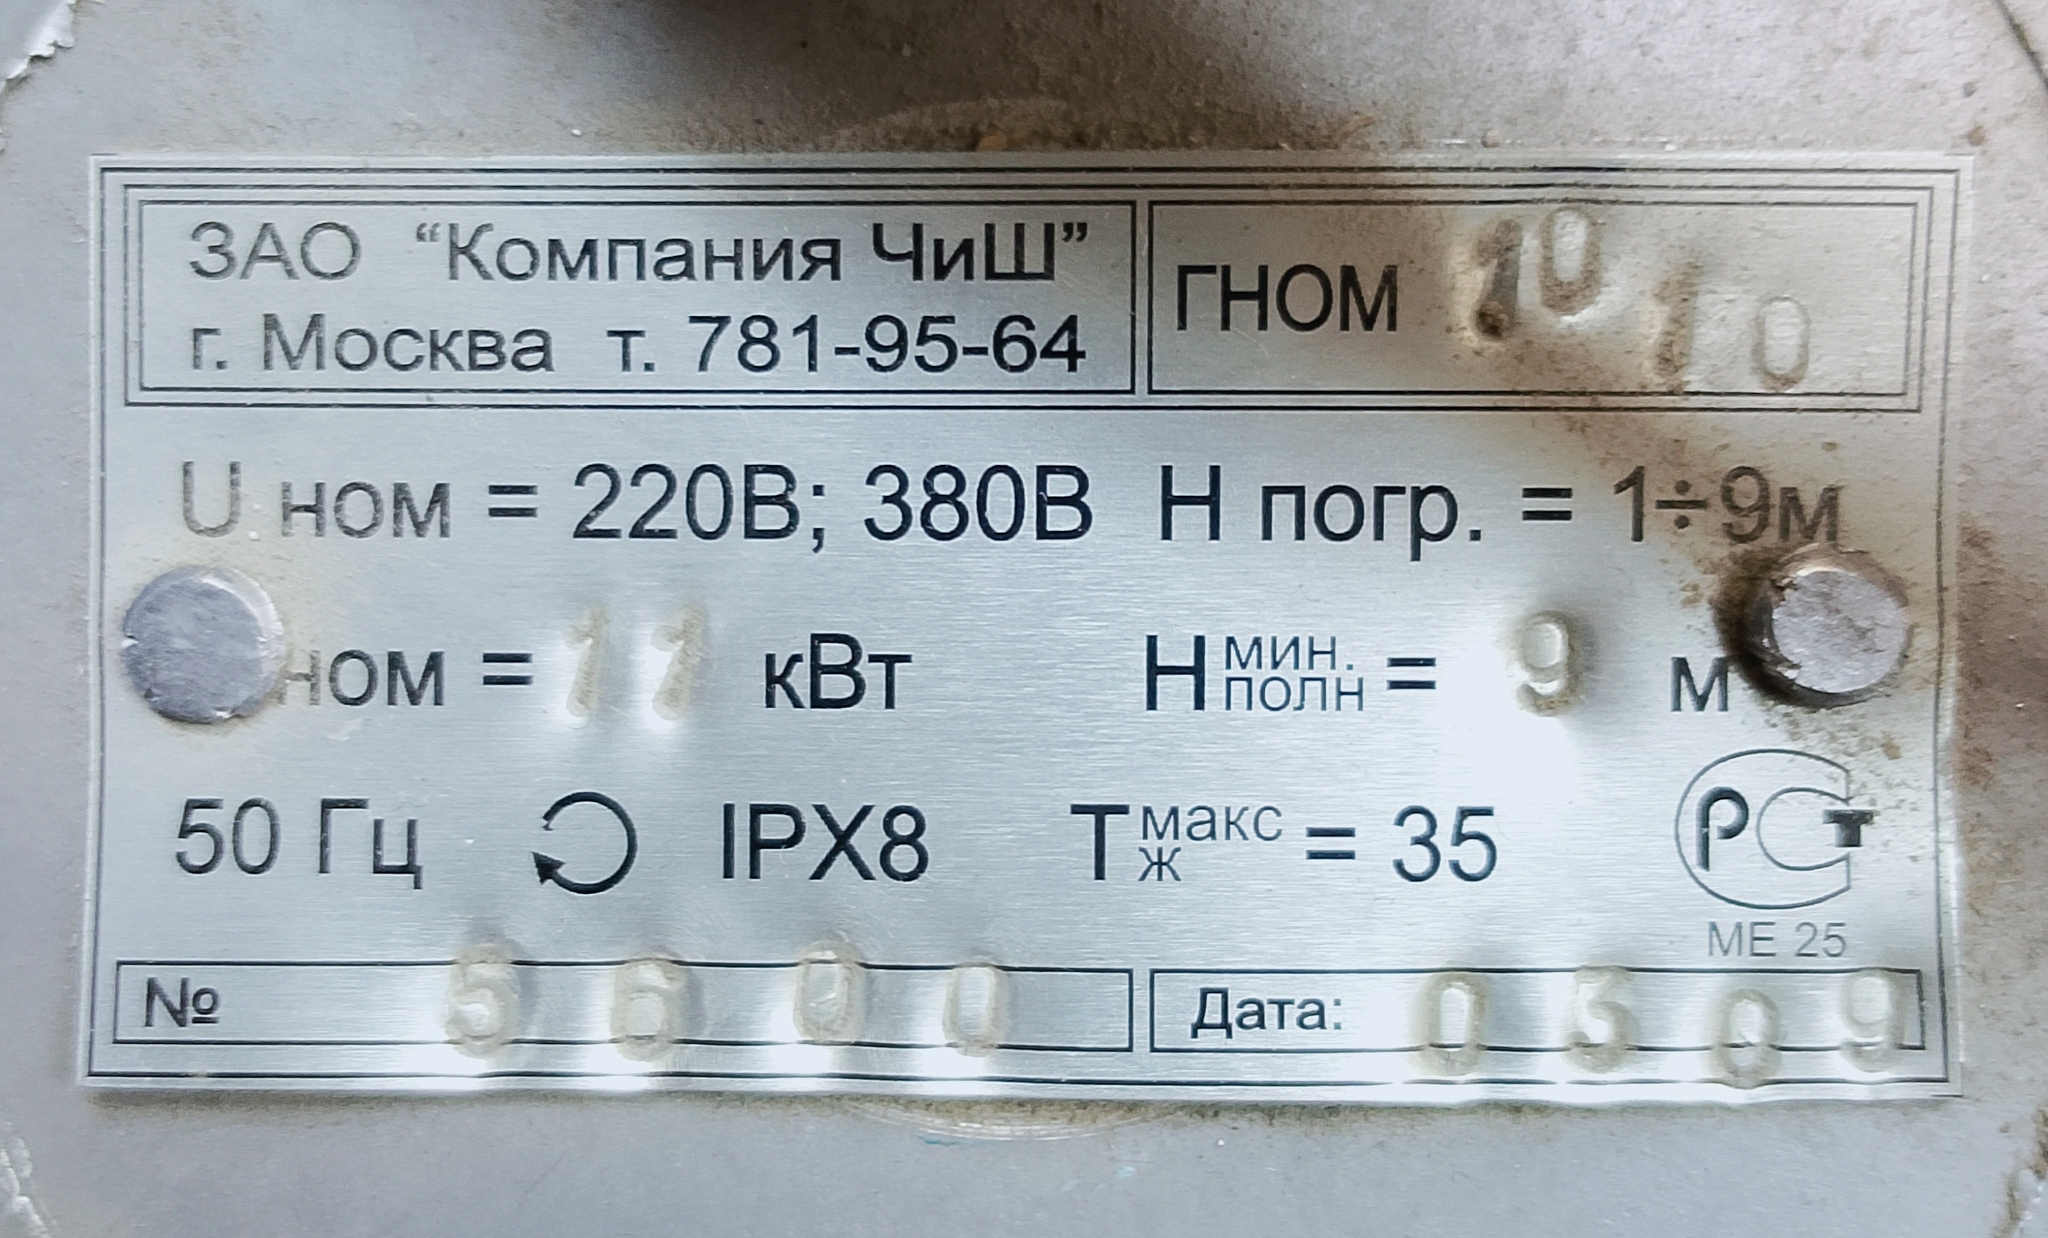 ЗАО “Компания ЧиШ”
г. Москва т. 781-95-64
ГНОМ 10 10
U ном = 220В; 380В Н погр. = 1÷9м
ном = 11 кВт Н мин. полн = 9 м
50 Гц IPX8 Т макс ж = 35
РСТ
МЕ 25
№ 5600 Дата: 0309